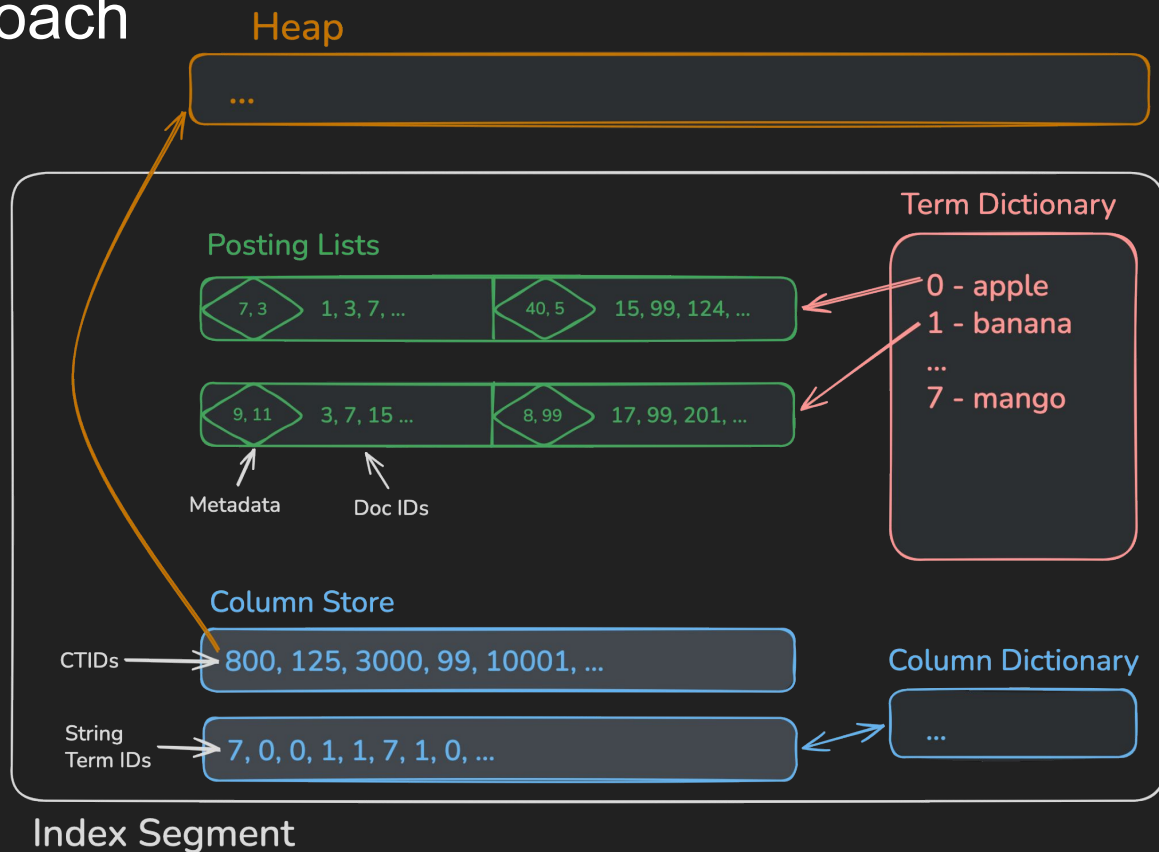 Heap
...
Term Dictionary
Posting Lists
0 - apple
7, 3
1, 3, 7, ...
40, 5
15, 99, 124, ...
1 - banana
...
7 - mango
9, 11
3, 7, 15 ...
8, 99
17, 99, 201, ...
Metadata
Doc IDs
Column Store
CTIDs
800, 125, 3000, 99, 10001, ...
Column Dictionary
String
Term IDs
7, 0, 0, 1, 1, 7, 1, 0, ...
...
Index Segment